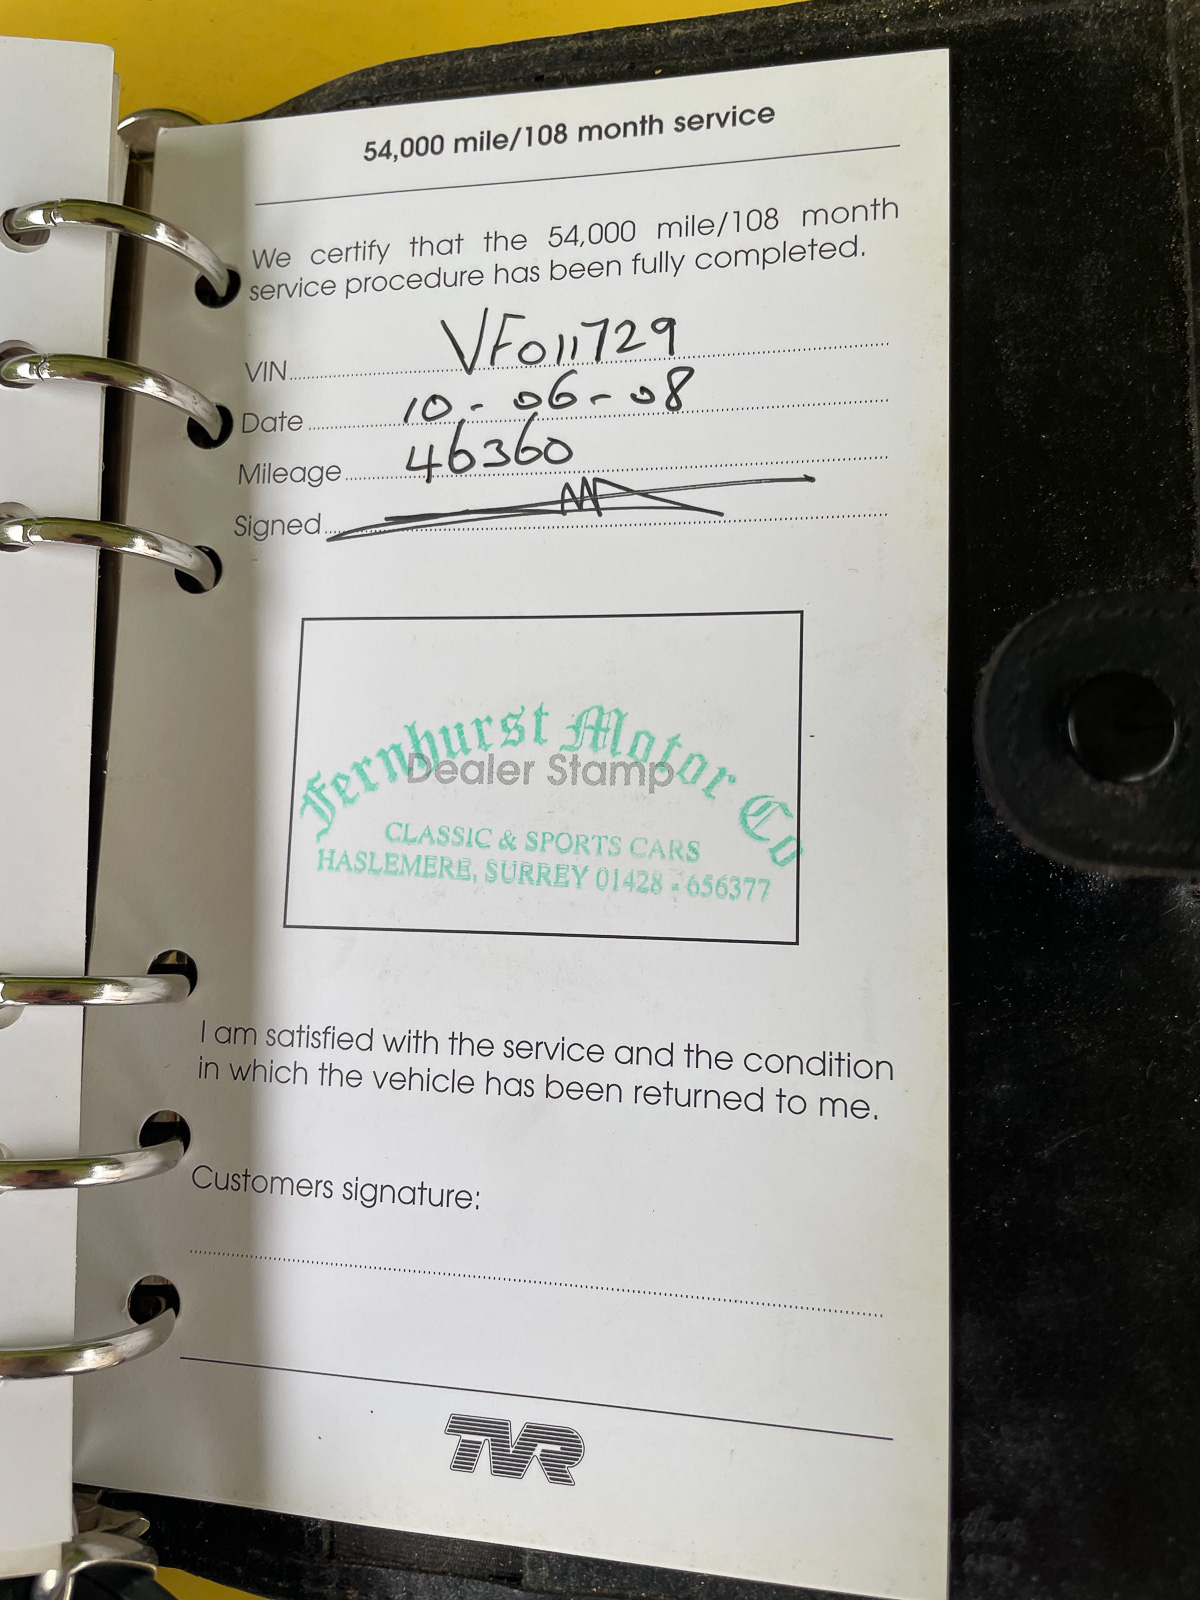 54,000 mile/108 month service
We certify that the 54,000 mile/108 month
service procedure has been fully completed.
VIN VF011729
Date 10-06-08
Mileage 46360
Signed
Fernhurst Motor Co
Dealer Stamp
CLASSIC & SPORTS CARS
HASLEMERE, SURREY 01428 - 656377
I am satisfied with the service and the condition
in which the vehicle has been returned to me.
Customers signature:
TVR